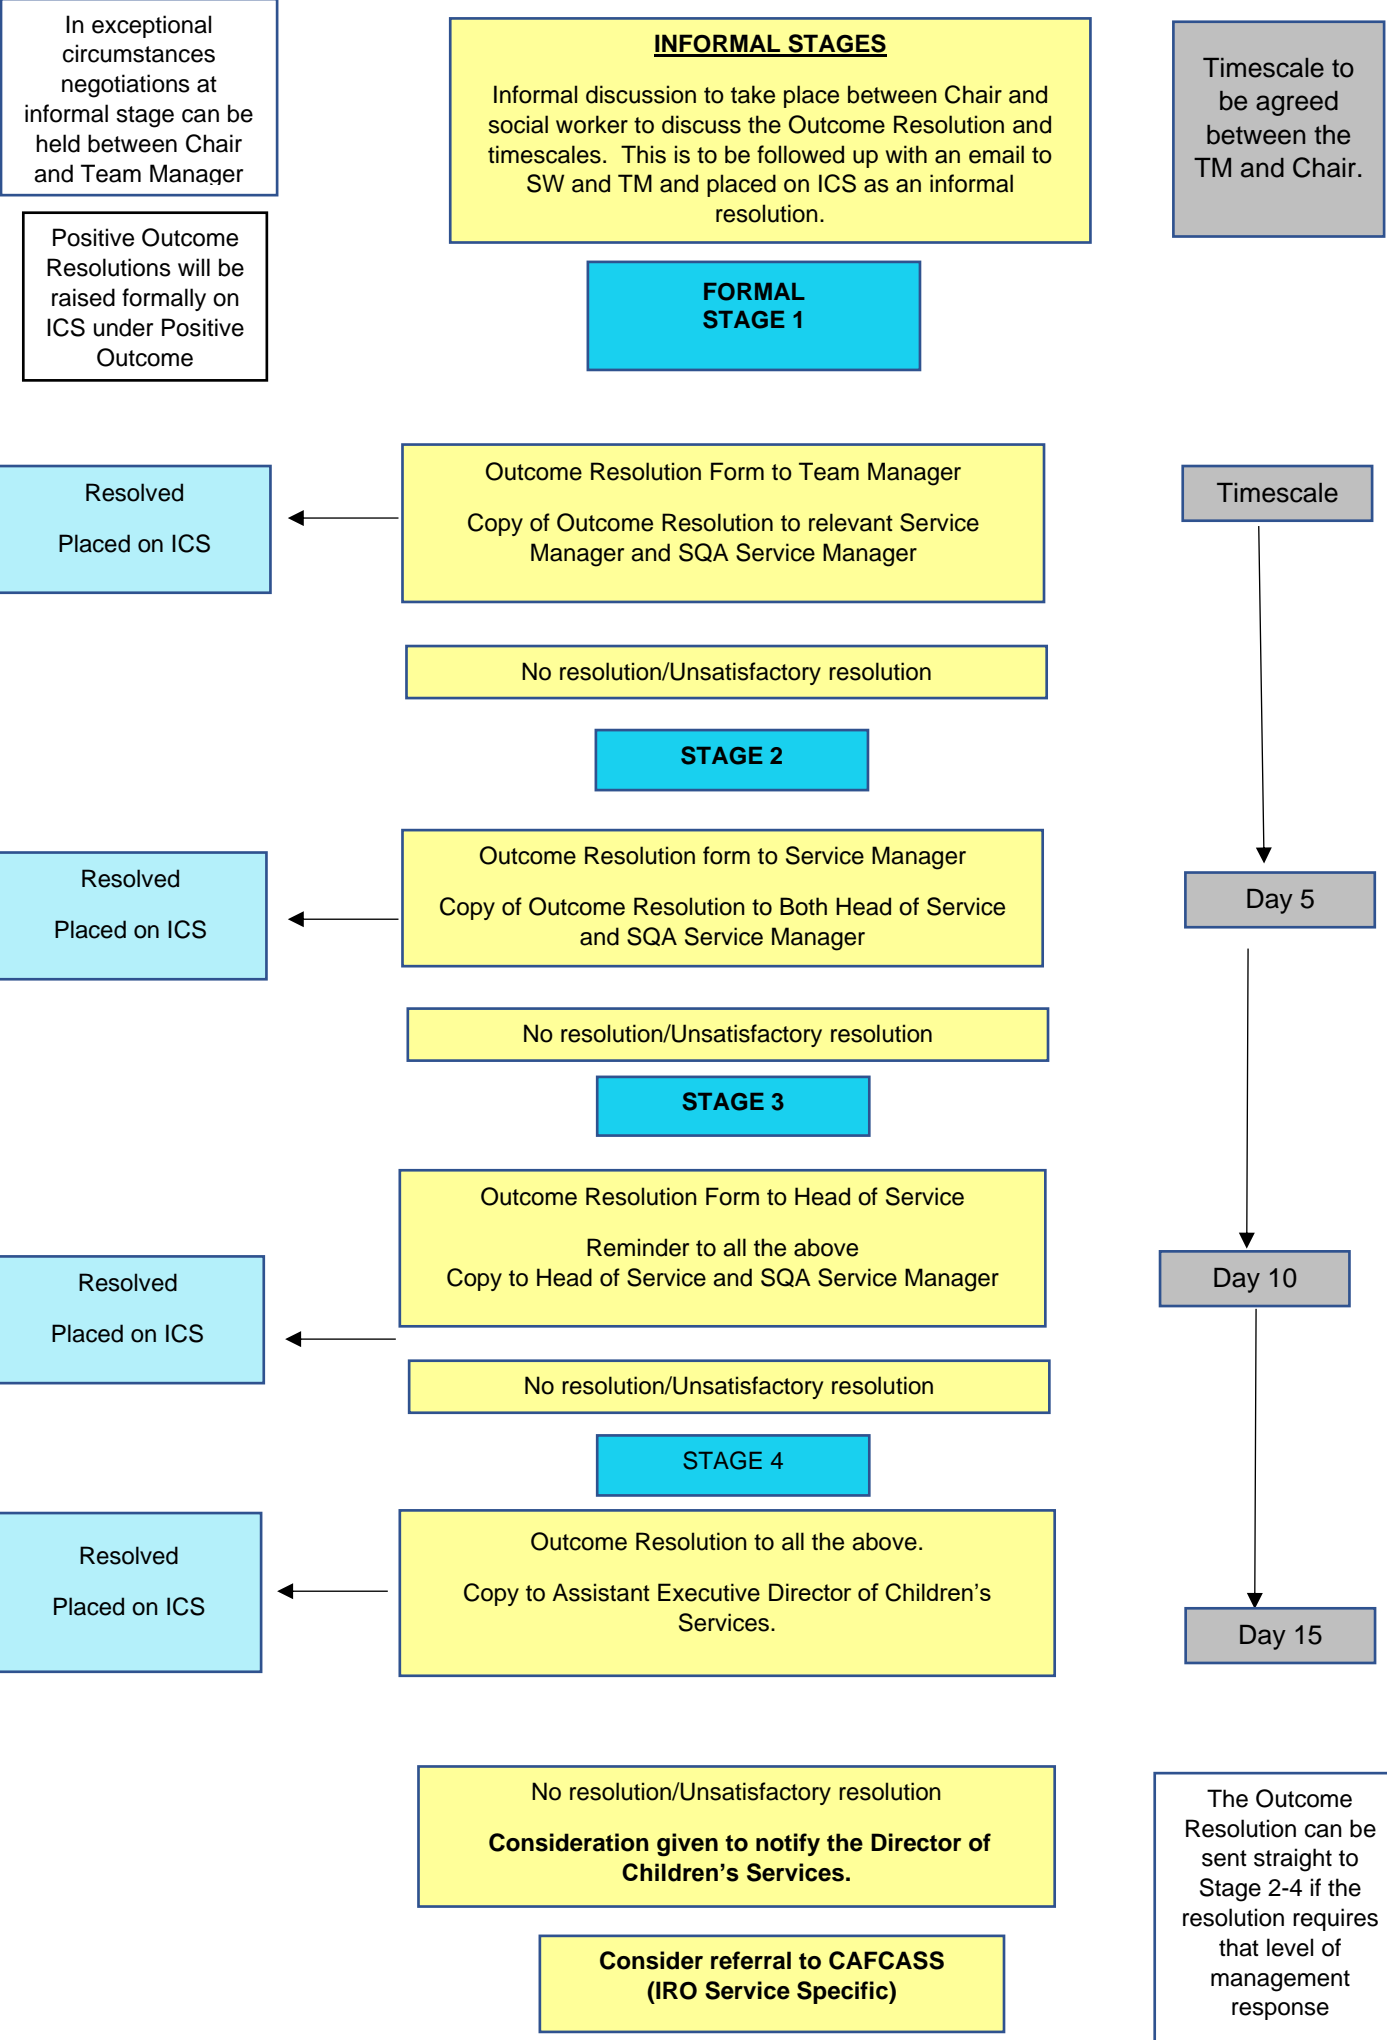 In exceptional
circumstances
negotiations at
informal stage can be
held between Chair
and Team Manager
INFORMAL STAGES
Informal discussion to take place between Chair and
social worker to discuss the Outcome Resolution and
timescales. This is to be followed up with an email to
SW and TM and placed on ICS as an informal
resolution.
Timescale to
be agreed
between the
TM and Chair.
Positive Outcome
Resolutions will be
raised formally on
ICS under Positive
Outcome
FORMAL
STAGE 1
Resolved
Placed on ICS
Outcome Resolution Form to Team Manager
Copy of Outcome Resolution to relevant Service
Manager and SQA Service Manager
Timescale
No resolution/Unsatisfactory resolution
STAGE 2
Resolved
Placed on ICS
Outcome Resolution form to Service Manager
Copy of Outcome Resolution to Both Head of Service
and SQA Service Manager
Day 5
No resolution/Unsatisfactory resolution
STAGE 3
Resolved
Placed on ICS
Outcome Resolution Form to Head of Service
Reminder to all the above
Copy to Head of Service and SQA Service Manager
Day 10
No resolution/Unsatisfactory resolution
STAGE 4
Resolved
Placed on ICS
Outcome Resolution to all the above.
Copy to Assistant Executive Director of Children’s
Services.
Day 15
No resolution/Unsatisfactory resolution
Consideration given to notify the Director of
Children’s Services.
Consider referral to CAFCASS
(IRO Service Specific)
The Outcome
Resolution can be
sent straight to
Stage 2-4 if the
resolution requires
that level of
management
response